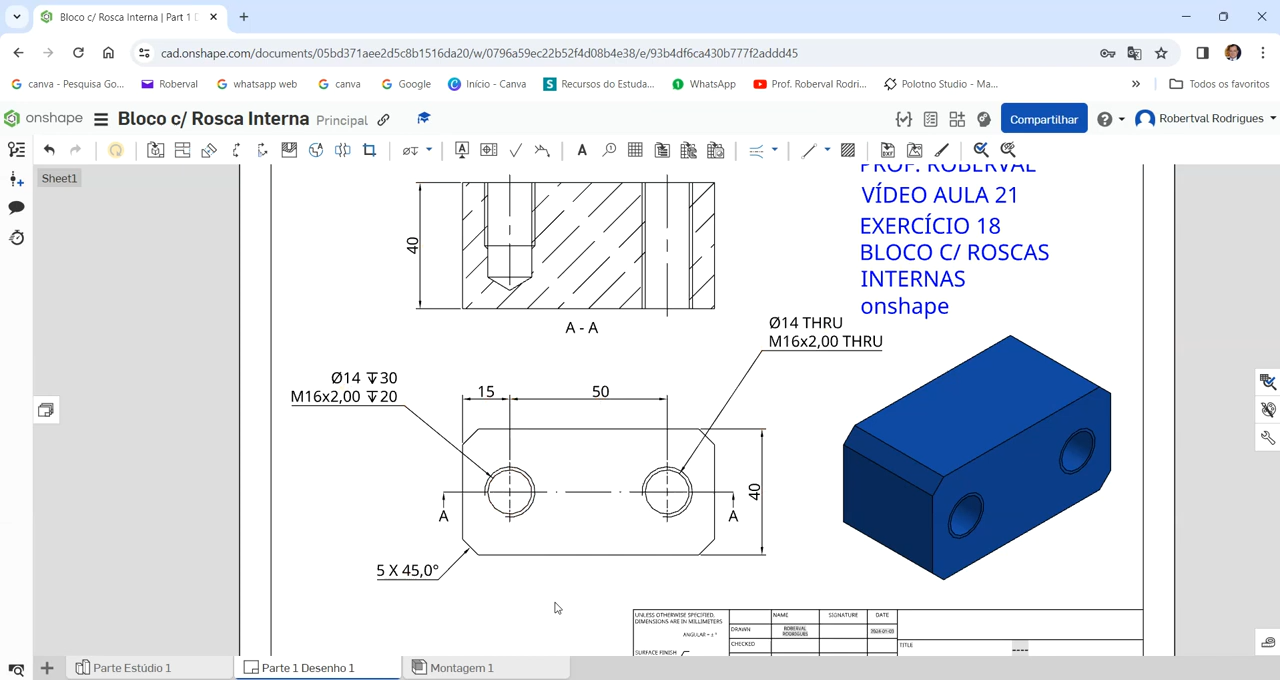 Bloco c/ Rosca Interna | Part 1 D
cad.onshape.com/documents/05bd371aee2d5c8b1516da20/w/0796a59ec22b52f4d08b4e38/e/93b4df6ca430b777f2addd45
canva - Pesquisa Go...
Roberval
whatsapp web
canva
Google
Início - Canva
Recursos do Estuda...
WhatsApp
Prof. Roberval Rodri...
Polotno Studio - Ma...
»
Todos os favoritos
onshape
Bloco c/ Rosca Interna
Principal
Compartilhar
Robertval Rodrigues
Sheet1
PROF. ROBERVAL
VÍDEO AULA 21
EXERCÍCIO 18
BLOCO C/ ROSCAS
INTERNAS
onshape
40
A - A
Ø14 THRU
M16x2,00 THRU
Ø14 ↧30
M16x2,00 ↧20
15
50
40
A
A
5 X 45,0°
UNLESS OTHERWISE SPECIFIED,
DIMENSIONS ARE IN MILLIMETERS
ANGULAR = ± °
SURFACE FINISH
NAME
SIGNATURE
DATE
DRAWN
ROBERVAL
RODRIGUES
CHECKED
TITLE
----
Parte Estúdio 1
Parte 1 Desenho 1
Montagem 1